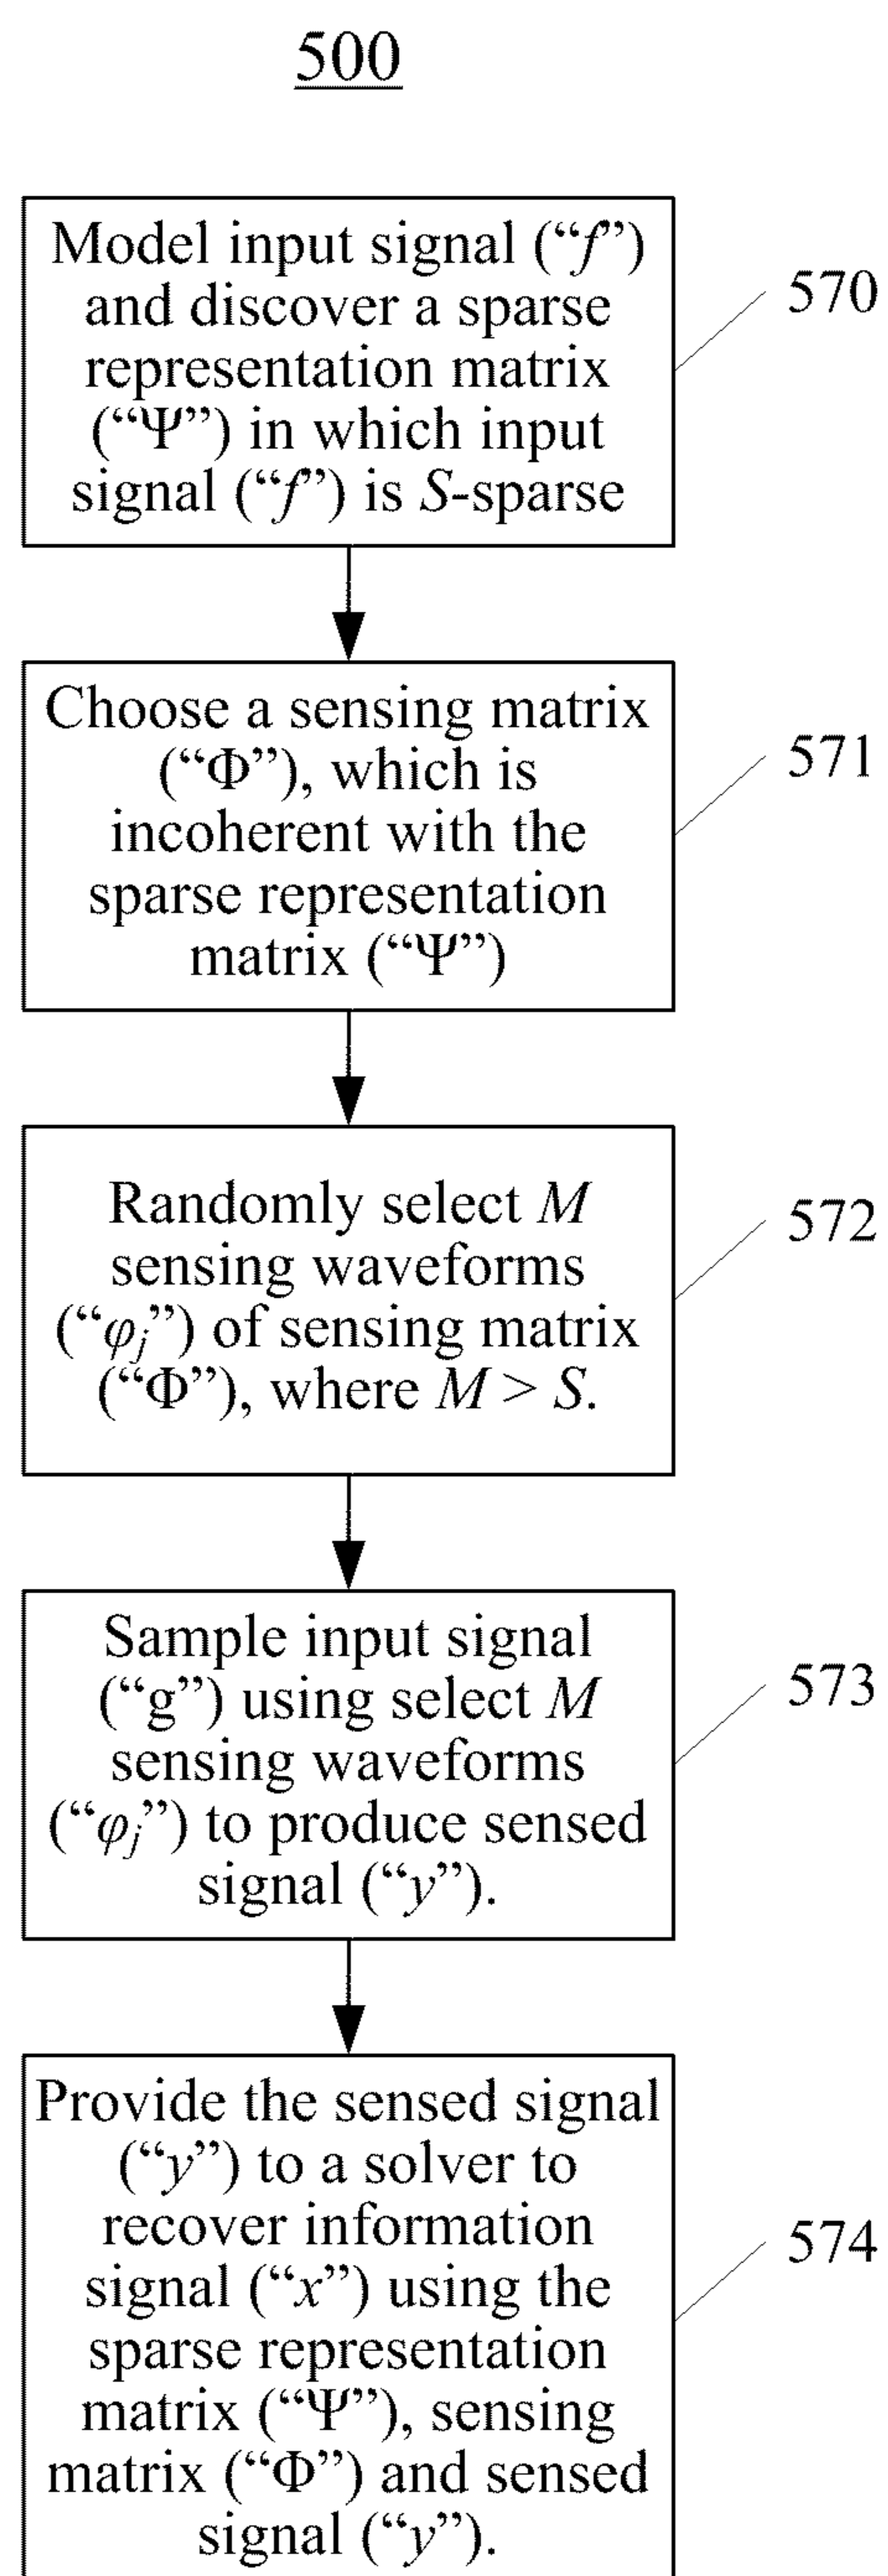 500
Model input signal (“f”)
and discover a sparse
representation matrix
(“Ψ”) in which input
signal (“f”) is S-sparse
570
Choose a sensing matrix
(“Φ”), which is
incoherent with the
sparse representation
matrix (“Ψ”)
571
Randomly select M
sensing waveforms
(“φj”) of sensing matrix
(“Φ”), where M > S.
572
Sample input signal
(“g”) using select M
sensing waveforms
(“φj”) to produce sensed
signal (“y”).
573
Provide the sensed signal
(“y”) to a solver to
recover information
signal (“x”) using the
sparse representation
matrix (“Ψ”), sensing
matrix (“Φ”) and sensed
signal (“y”).
574